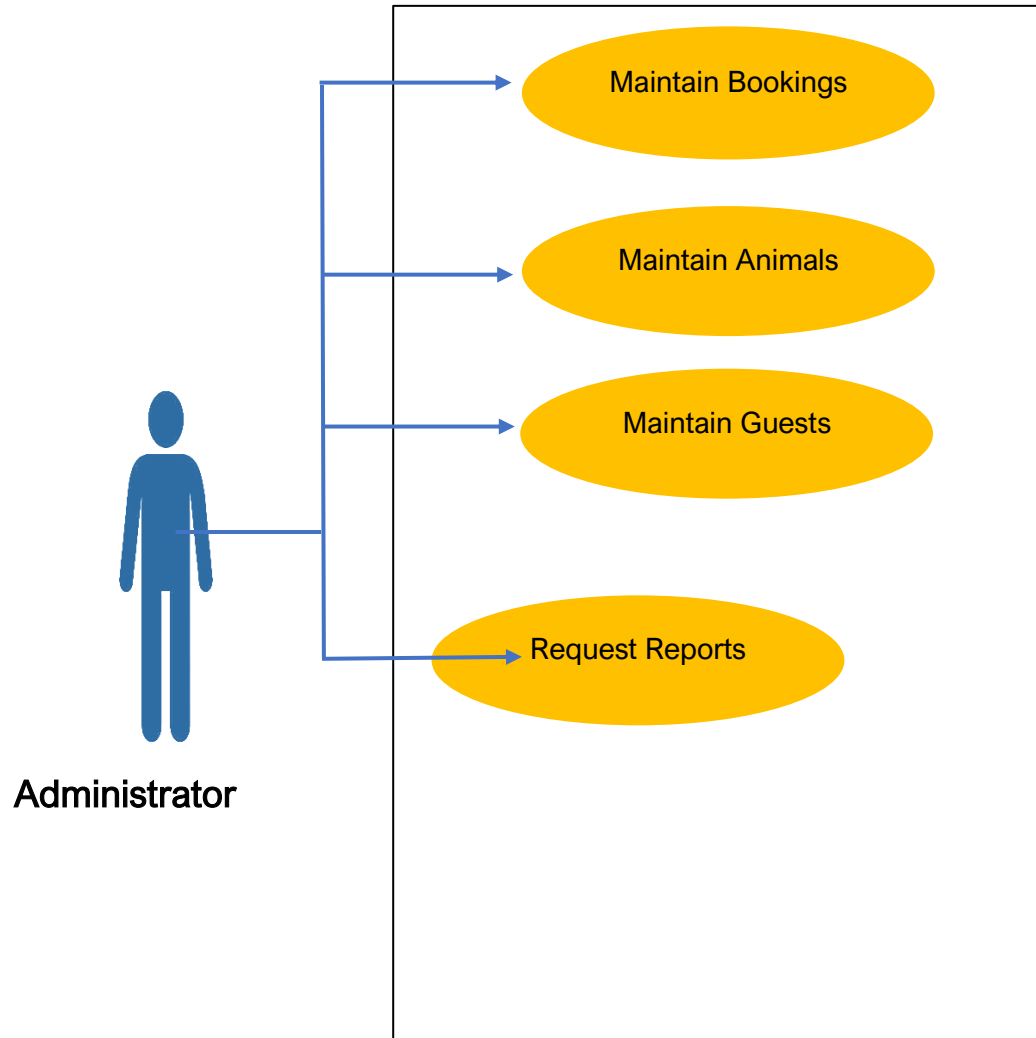 Maintain Bookings
Maintain Animals
Maintain Guests
Request Reports
Administrator